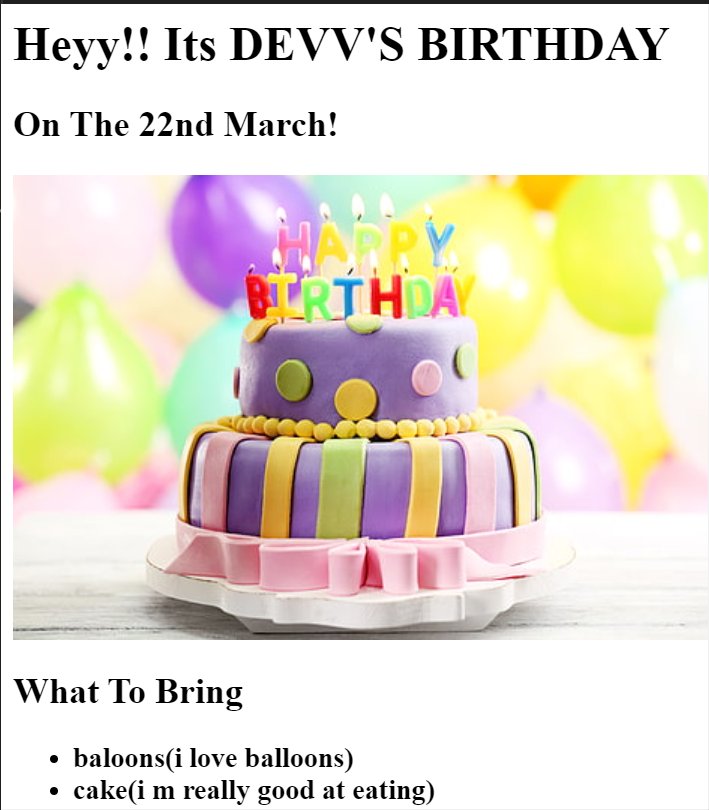 Heyy!! Its DEVV'S BIRTHDAY
On The 22nd March!
HAPPY
BIRTHDAY
What To Bring
baloons(i love balloons)
cake(i m really good at eating)